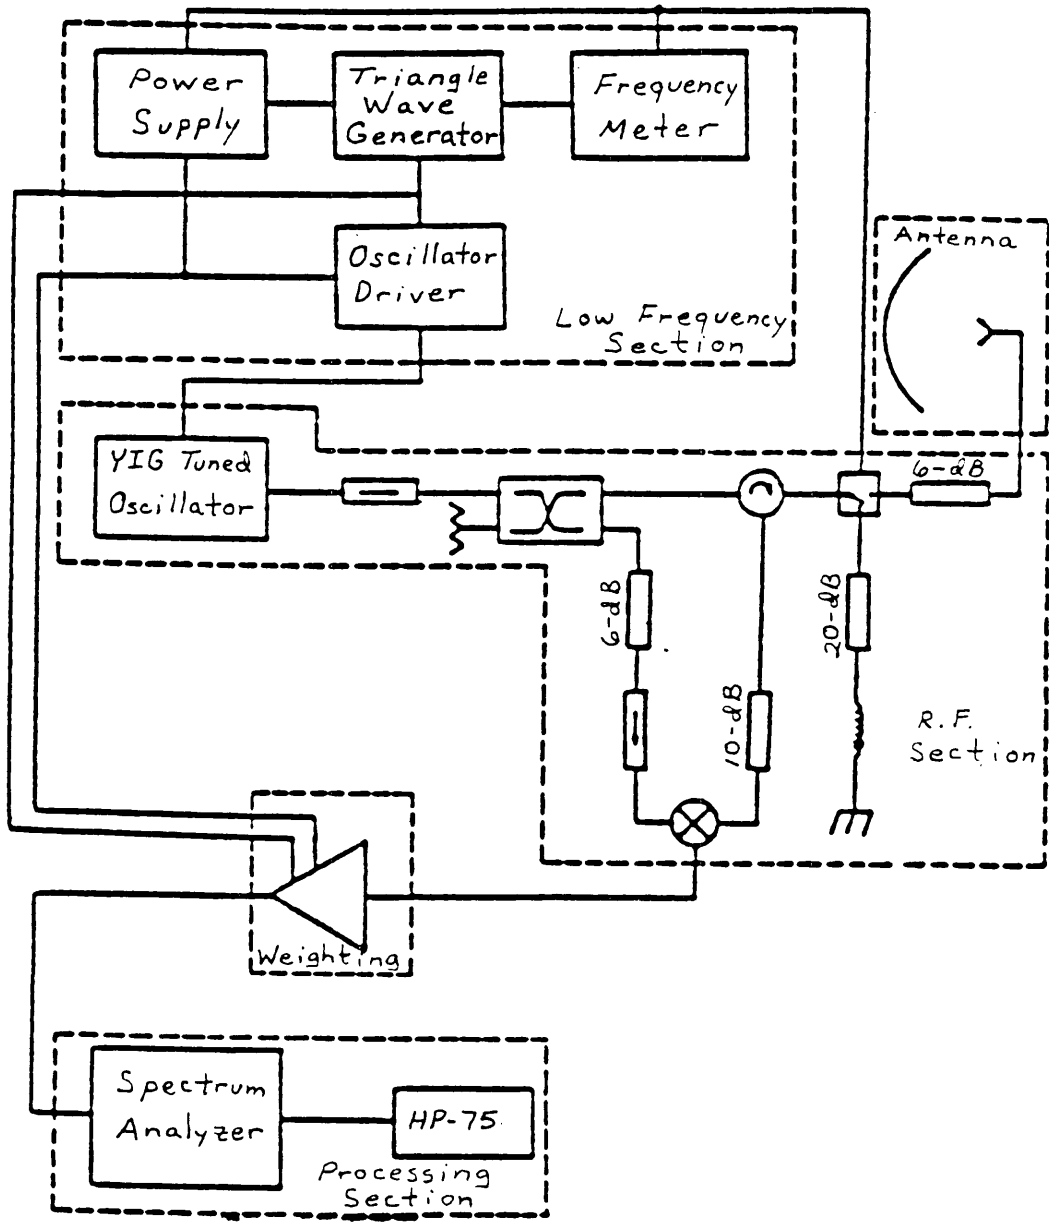 Power
Supply
Triangle
Wave
Generator
Frequency
Meter
Oscillator
Driver
Low Frequency
Section
Antenna
YIG Tuned
Oscillator
6-dB
6-dB
20-dB
10-dB
R.F.
Section
Weighting
Spectrum
Analyzer
HP-75
Processing
Section